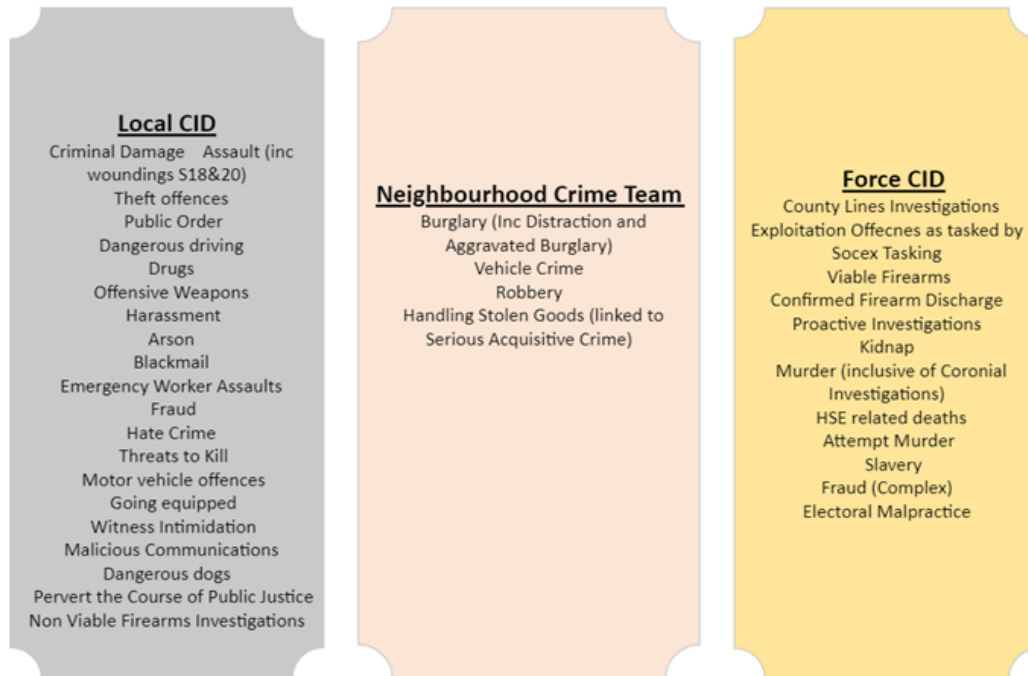 Local CID
Criminal Damage    Assault (inc
woundings S18&20)
Theft offences
Public Order
Dangerous driving
Drugs
Offensive Weapons
Harassment
Arson
Blackmail
Emergency Worker Assaults
Fraud
Hate Crime
Threats to Kill
Motor vehicle offences
Going equipped
Witness Intimidation
Malicious Communications
Dangerous dogs
Pervert the Course of Public Justice
Non Viable Firearms Investigations
Neighbourhood Crime Team
Burglary (Inc Distraction and
Aggravated Burglary)
Vehicle Crime
Robbery
Handling Stolen Goods (linked to
Serious Acquisitive Crime)
Force CID
County Lines Investigations
Exploitation Offecnes as tasked by
Socex Tasking
Viable Firearms
Confirmed Firearm Discharge
Proactive Investigations
Kidnap
Murder (inclusive of Coronial
Investigations)
HSE related deaths
Attempt Murder
Slavery
Fraud (Complex)
Electoral Malpractice